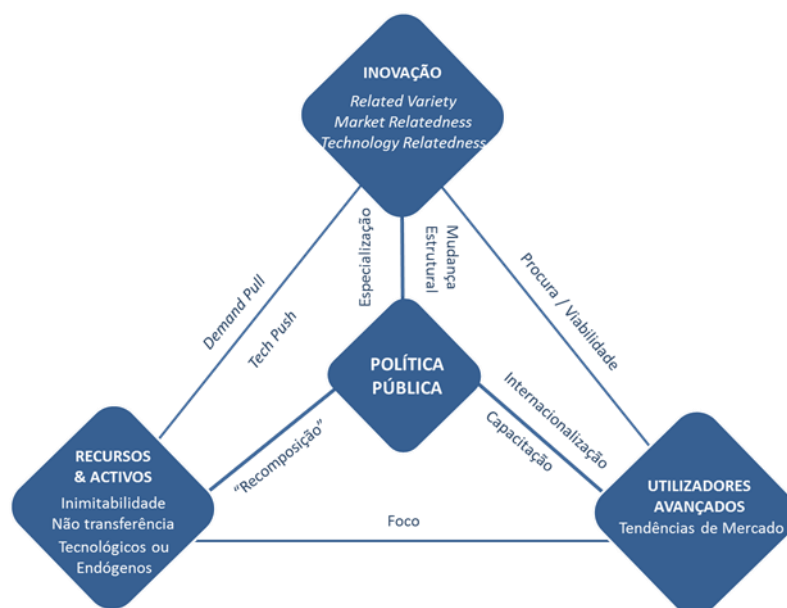 INOVAÇÃO
Related Variety
Market Relatedness
Technology Relatedness
Especialização
Mudança
Estrutural
Demand Pull
Tech Push
Procura / Viabilidade
POLÍTICA
PÚBLICA
"Recomposição"
Internacionalização
Capacitação
RECURSOS
& ACTIVOS
Inimitabilidade
Não transferência
Tecnológicos ou
Endógenos
Foco
UTILIZADORES
AVANÇADOS
Tendências de Mercado